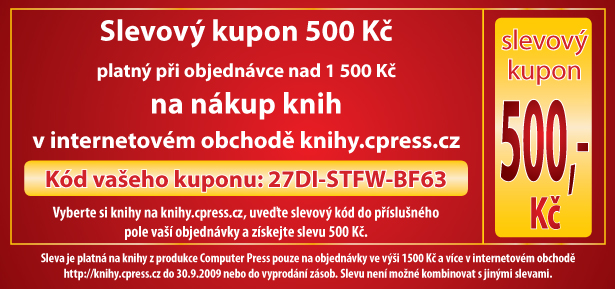 Slevový kupon 500 Kč
platný při objednávce nad 1 500 Kč
na nákup knih
v internetovém obchodě knihy.cpress.cz
Kód vašeho kuponu: 27DI-STFW-BF63
Vyberte si knihy na knihy.cpress.cz, uveďte slevový kód do příslušného
pole vaší objednávky a získejte slevu 500 Kč.
slevový
kupon
500,-
Kč
Sleva je platná na knihy z produkce Computer Press pouze na objednávky ve výši 1500 Kč a více v internetovém obchodě
http://knihy.cpress.cz do 30.9.2009 nebo do vyprodání zásob. Slevu není možné kombinovat s jinými slevami.